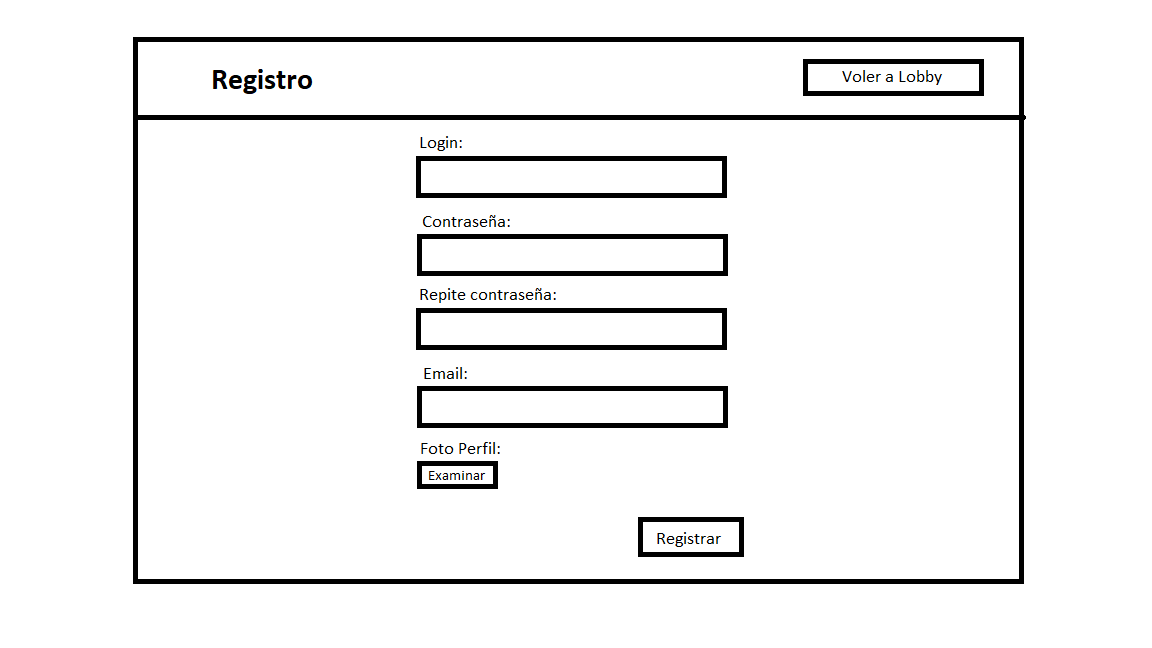 Registro
Voler a Lobby
Login:
Contraseña:
Repite contraseña:
Email:
Foto Perfil:
Examinar
Registrar